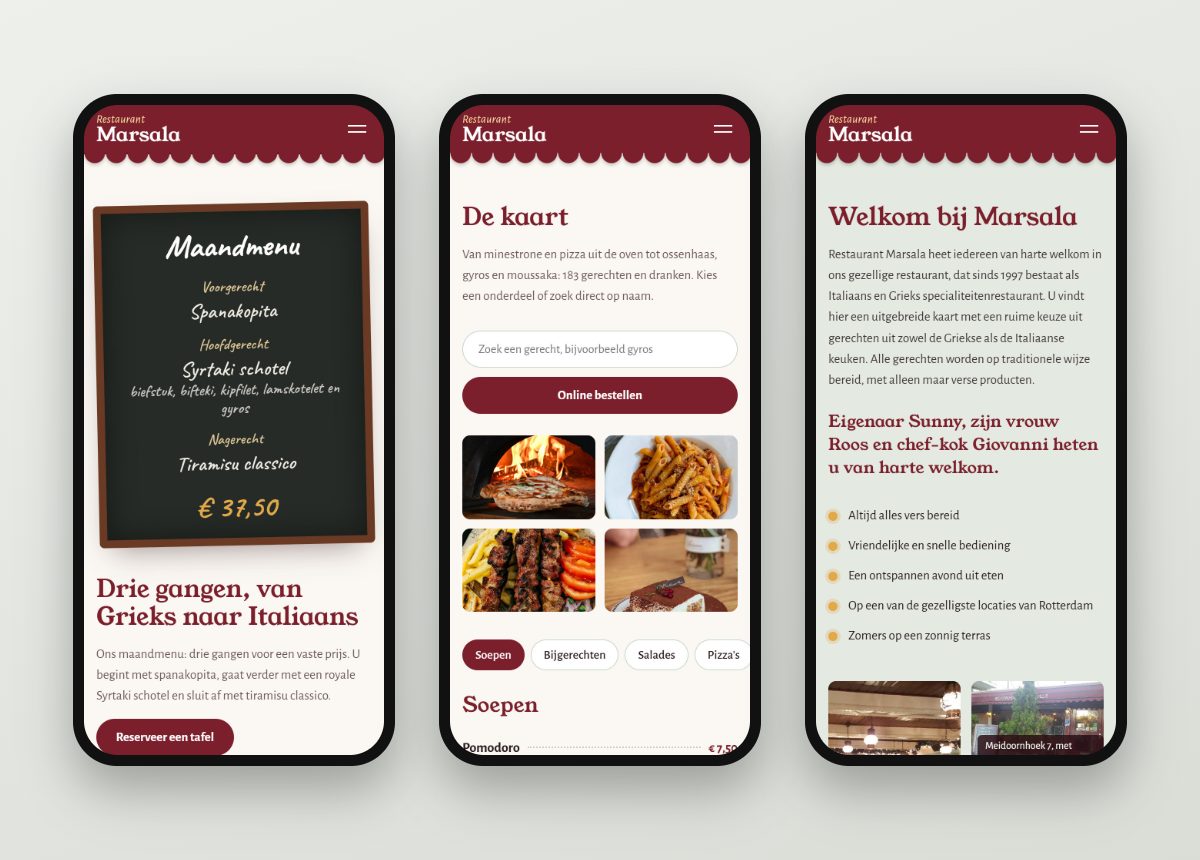 Restaurant
Marsala
Maandmenu
Voorgerecht
Spanakopita
Hoofdgerecht
Syrtaki schotel
biefstuk, bifteki, kipfilet, lamskotelet en
gyros
Nagerecht
Tiramisu classico
€ 37,50
Drie gangen, van
Grieks naar Italiaans
Ons maandmenu: drie gangen voor een vaste prijs. U
begint met spanakopita, gaat verder met een royale
Syrtaki schotel en sluit af met tiramisu classico.
Reserveer een tafel
Restaurant
Marsala
De kaart
Van minestrone en pizza uit de oven tot ossenhaas,
gyros en moussaka: 183 gerechten en dranken. Kies
een onderdeel of zoek direct op naam.
Zoek een gerecht, bijvoorbeeld gyros
Online bestellen
Soepen
Bijgerechten
Salades
Pizza's
Soepen
Pomodoro € 7,50
Restaurant
Marsala
Welkom bij Marsala
Restaurant Marsala heet iedereen van harte welkom in
ons gezellige restaurant, dat sinds 1997 bestaat als
Italiaans en Grieks specialiteitenrestaurant. U vindt
hier een uitgebreide kaart met een ruime keuze uit
gerechten uit zowel de Griekse als de Italiaanse
keuken. Alle gerechten worden op traditionele wijze
bereid, met alleen maar verse producten.
Eigenaar Sunny, zijn vrouw
Roos en chef-kok Giovanni heten
u van harte welkom.
Altijd alles vers bereid
Vriendelijke en snelle bediening
Een ontspannen avond uit eten
Op een van de gezelligste locaties van Rotterdam
Zomers op een zonnig terras
Meidoornhoek 7, met